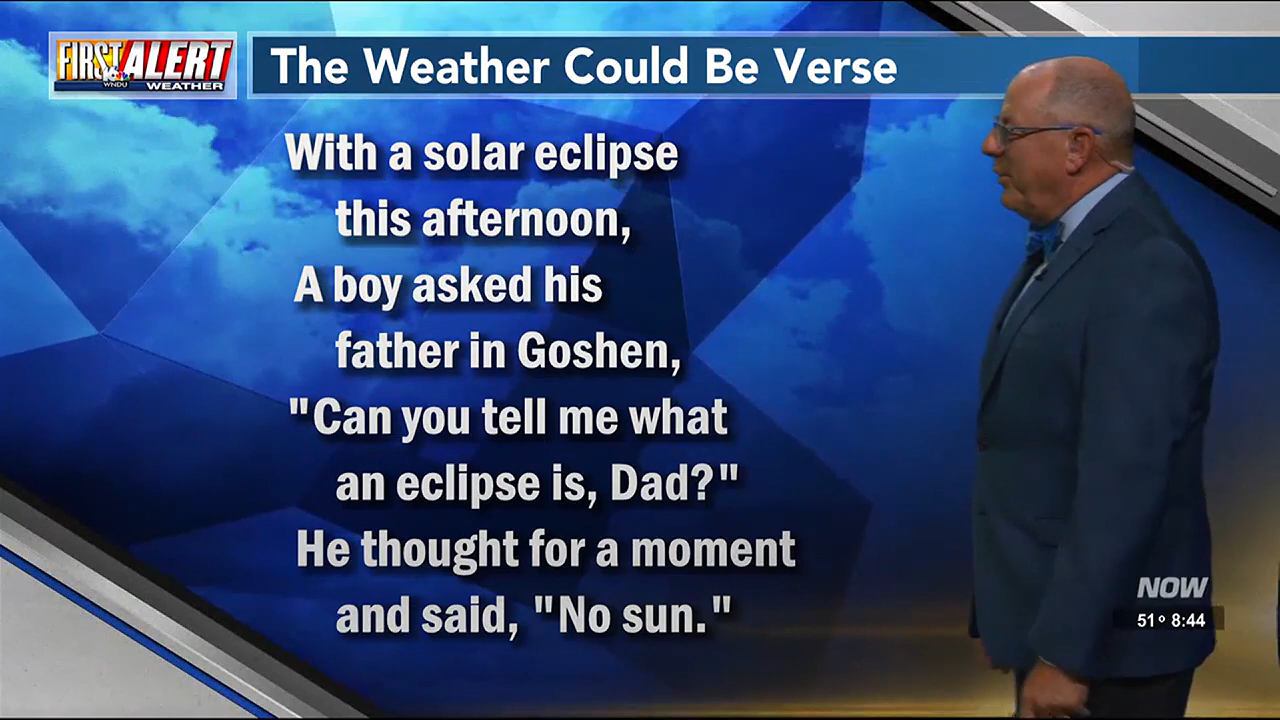 FIRST ALERT
16
WNDU
WEATHER
The Weather Could Be Verse
With a solar eclipse
this afternoon,
A boy asked his
father in Goshen,
"Can you tell me what
an eclipse is, Dad?"
He thought for a moment
and said, "No sun."
NOW
51° 8:44